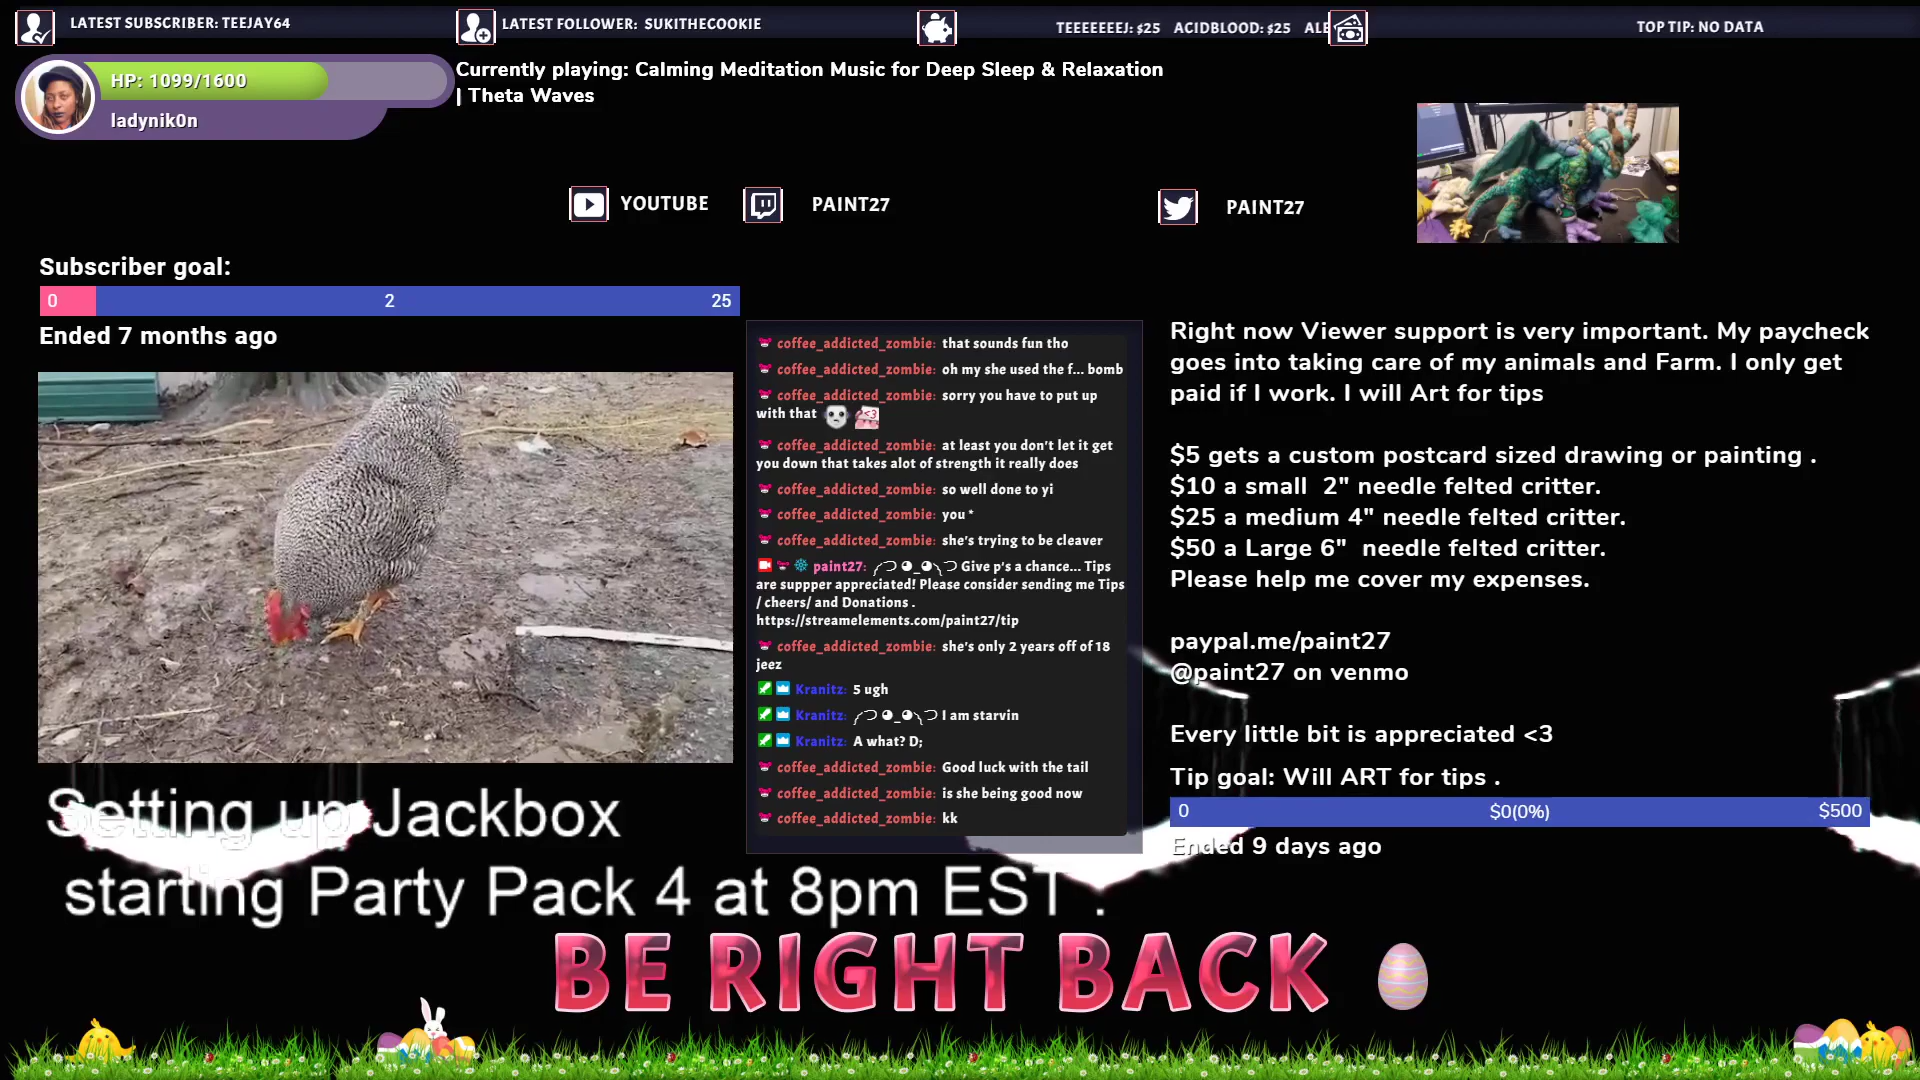 LATEST SUBSCRIBER: TEEJAY64
LATEST FOLLOWER: SUKITHECOOKIE
TEEEEEEEJ: $25 ACIDBLOOD: $25 ALE
TOP TIP: NO DATA
HP: 1099/1600
ladynik0n
Currently playing: Calming Meditation Music for Deep Sleep & Relaxation
| Theta Waves
YOUTUBE
PAINT27
PAINT27
Subscriber goal:
0 2 25
Ended 7 months ago
coffee_addicted_zombie: that sounds fun tho
coffee_addicted_zombie: oh my she used the f... bomb
coffee_addicted_zombie: sorry you have to put up
with that <3
coffee_addicted_zombie: at least you don't let it get
you down that takes alot of strength it really does
coffee_addicted_zombie: so well done to yi
coffee_addicted_zombie: you *
coffee_addicted_zombie: she's trying to be cleaver
paint27: ╭⊃ ◕_◕╮⊃ Give p's a chance... Tips
are suppper appreciated! Please consider sending me Tips
/ cheers/ and Donations .
https://streamelements.com/paint27/tip
coffee_addicted_zombie: she's only 2 years off of 18
jeez
Kranitz: 5 ugh
Kranitz: ╭⊃ ◕_◕╮⊃ I am starvin
Kranitz: A what? D;
coffee_addicted_zombie: Good luck with the tail
coffee_addicted_zombie: is she being good now
coffee_addicted_zombie: kk
Right now Viewer support is very important. My paycheck
goes into taking care of my animals and Farm. I only get
paid if I work. I will Art for tips
$5 gets a custom postcard sized drawing or painting .
$10 a small 2" needle felted critter.
$25 a medium 4" needle felted critter.
$50 a Large 6" needle felted critter.
Please help me cover my expenses.
paypal.me/paint27
@paint27 on venmo
Every little bit is appreciated <3
Tip goal: Will ART for tips .
0 $0(0%) $500
Ended 9 days ago
Setting up Jackbox
starting Party Pack 4 at 8pm EST .
BE RIGHT BACK